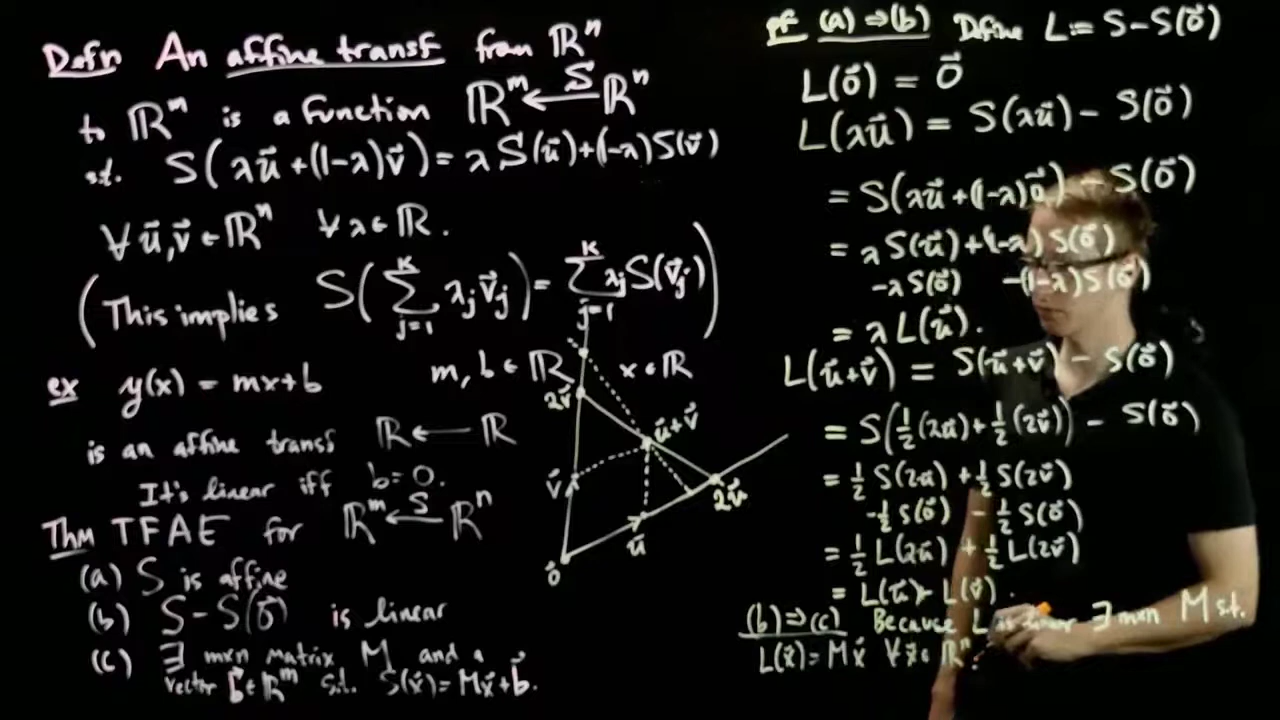 Defn An affine transf from ℝⁿ
to ℝᵐ is a function ℝᵐ ←S ℝⁿ
s.t. S(λu⃗+(1-λ)v⃗) = λS(u⃗)+(1-λ)S(v⃗)
∀ u⃗,v⃗ ∈ ℝⁿ ∀ λ ∈ ℝ.
(This implies S(∑ⱼ₌₁ᴷ λⱼv⃗ⱼ) = ∑ⱼ₌₁ᴷ λⱼS(v⃗ⱼ))
ex y(x) = mx+b m, b ∈ ℝ x ∈ ℝ
is an affine transf ℝ ← ℝ
It's linear iff b=0.
Thm TFAE for ℝᵐ ←S ℝⁿ
(a) S is affine
(b) S-S(0⃗) is linear
(c) ∃ mxn matrix M and a
vector b⃗∈ℝᵐ s.t. S(x⃗)=Mx⃗+b⃗.
2v⃗
u⃗+v⃗
v⃗
2u⃗
u⃗
0⃗
pf (a)⇒(b) Define L:= S-S(0⃗)
L(0⃗) = 0⃗
L(λu⃗) = S(λu⃗) - S(0⃗)
= S(λu⃗+(1-λ)0⃗) - S(0⃗)
= λS(u⃗)+(1-λ)S(0⃗)
-λS(0⃗) -(1-λ)S(0⃗)
= λL(u⃗).
L(u⃗+v⃗) = S(u⃗+v⃗) - S(0⃗)
= S(½(2u⃗)+½(2v⃗)) - S(0⃗)
= ½S(2u⃗)+½S(2v⃗)
-½S(0⃗) -½S(0⃗)
= ½L(2u⃗)+½L(2v⃗)
= L(u⃗)+L(v⃗).
(b)⇒(c) Because L is linear ∃ mxn M s.t.
L(x⃗)=Mx⃗ ∀x⃗∈ℝⁿ.